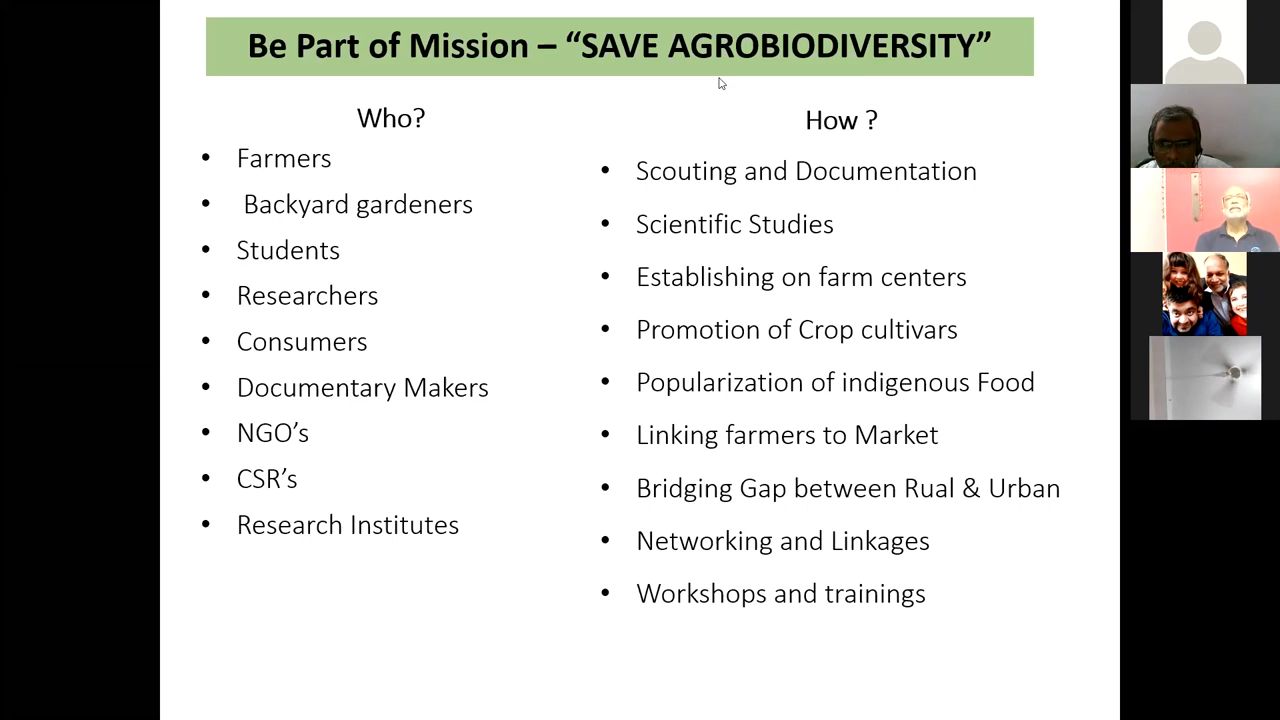 Be Part of Mission – “SAVE AGROBIODIVERSITY”
Who?
• Farmers
• Backyard gardeners
• Students
• Researchers
• Consumers
• Documentary Makers
• NGO’s
• CSR’s
• Research Institutes
How ?
• Scouting and Documentation
• Scientific Studies
• Establishing on farm centers
• Promotion of Crop cultivars
• Popularization of indigenous Food
• Linking farmers to Market
• Bridging Gap between Rual & Urban
• Networking and Linkages
• Workshops and trainings